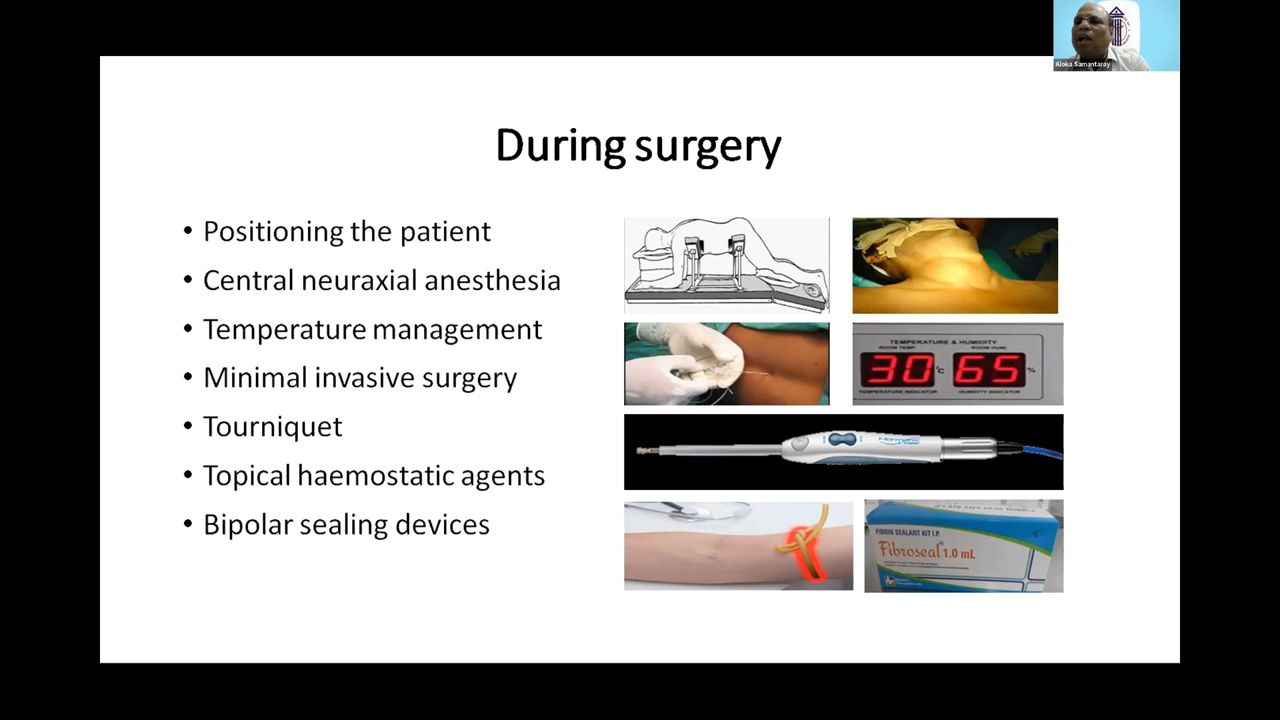 Aloka Samantaray
During surgery
• Positioning the patient
• Central neuraxial anesthesia
• Temperature management
• Minimal invasive surgery
• Tourniquet
• Topical haemostatic agents
• Bipolar sealing devices
TEMPERATURE & HUMIDITY
ROOM TEMP.
ROOM HUMI.
30 °C 65 %
TEMPERATURE INDICATOR
HUMIDITY INDICATOR
FIBRIN SEALANT KIT I.P.
Fibroseal® 1.0 mL